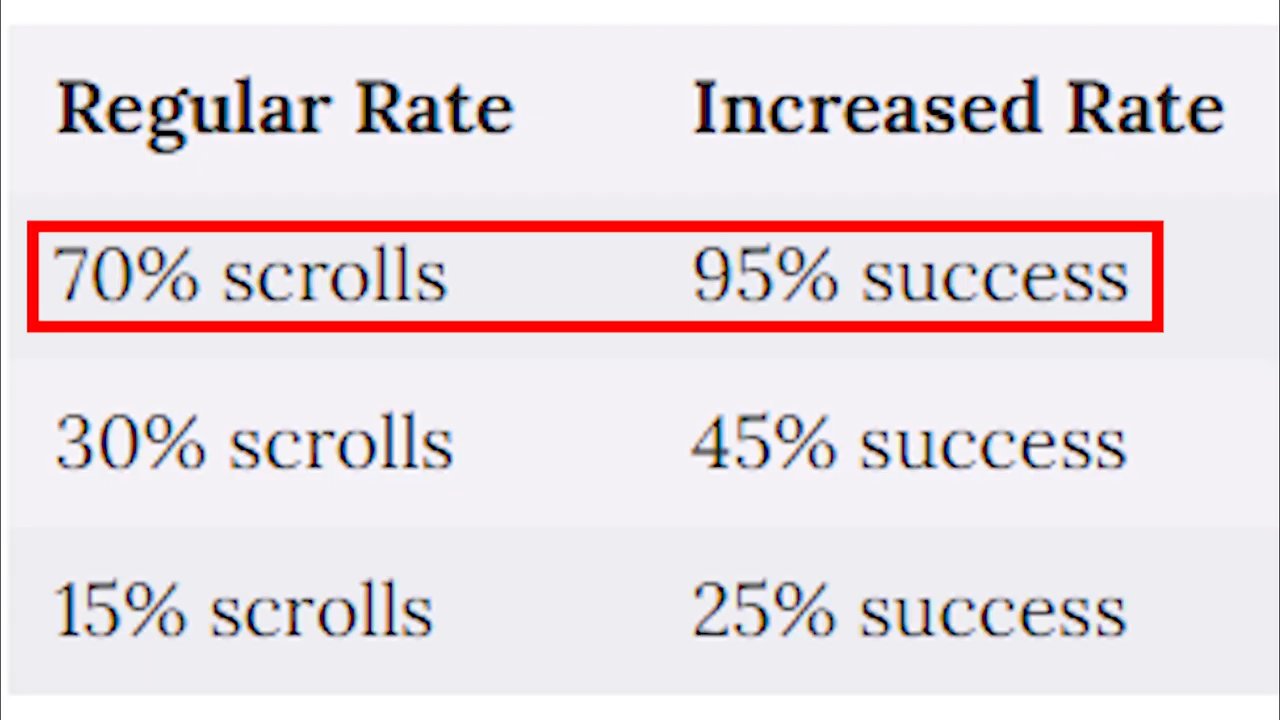 Regular Rate Increased Rate
70% scrolls 95% success
30% scrolls 45% success
15% scrolls 25% success